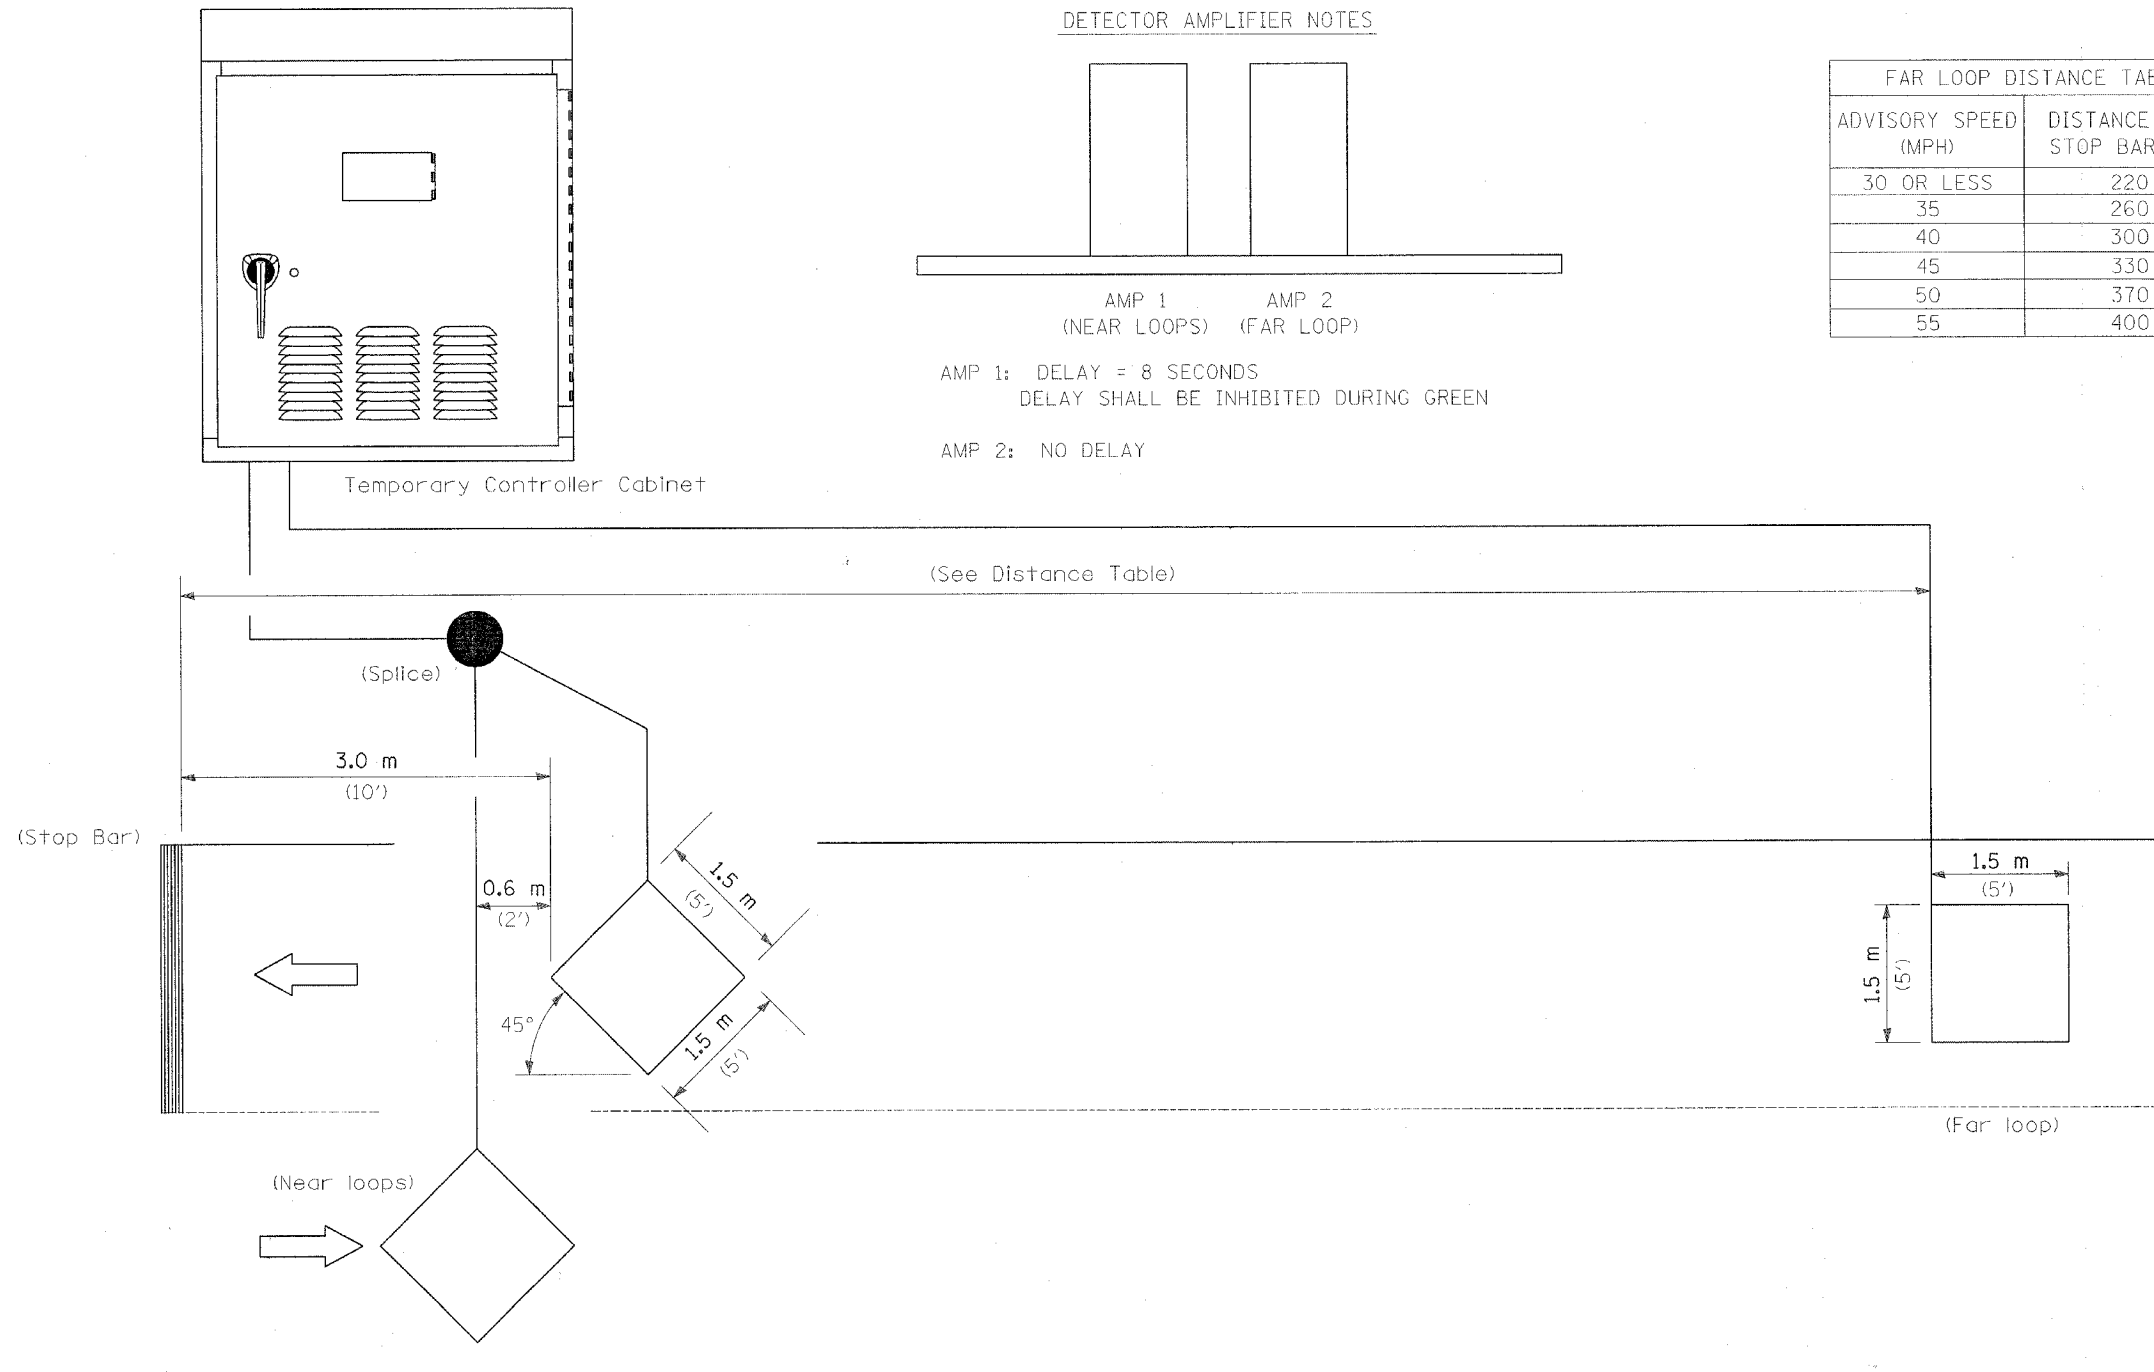 DETECTOR AMPLIFIER NOTES
AMP 1
(NEAR LOOPS)
AMP 2
(FAR LOOP)
AMP 1: DELAY = 8 SECONDS
DELAY SHALL BE INHIBITED DURING GREEN
AMP 2: NO DELAY
FAR LOOP DISTANCE
ADVISORY SPEED
(MPH)
DISTANCE
STOP BAR
30 OR LESS 220
35 260
40 300
45 330
50 370
55 400
Temporary Controller Cabinet
(See Distance Table)
(Splice)
3.0 m
(10')
(Stop Bar)
0.6 m
(2')
1.5 m
(5')
45°
1.5 m
(5')
1.5 m
(5')
1.5 m
(5')
(Far loop)
(Near loops)